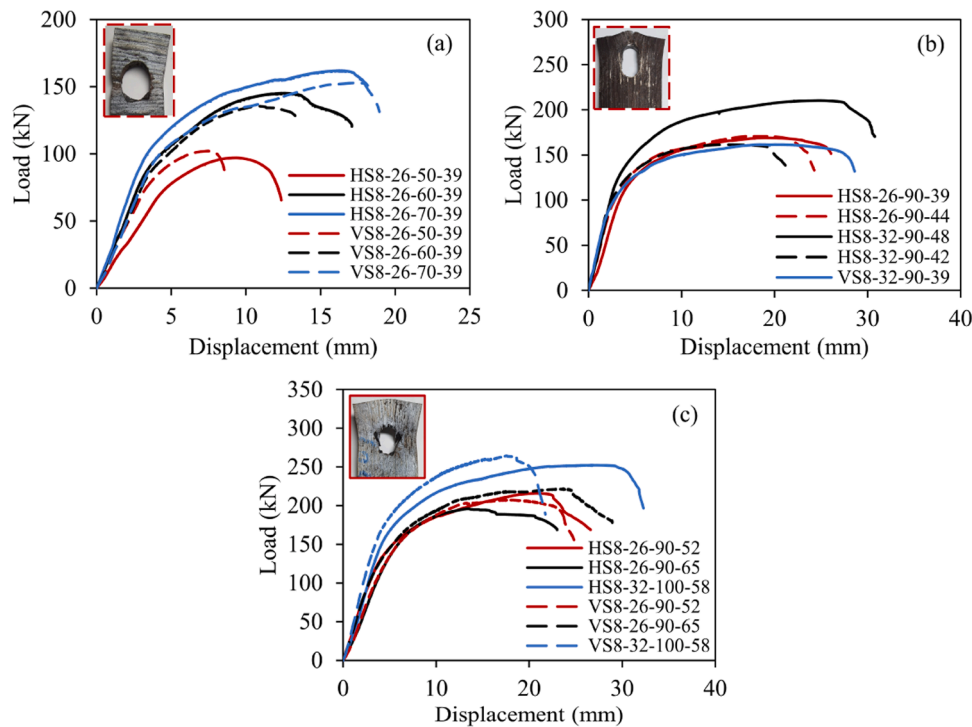 (a)
Load (kN)
200
150
100
50
0
HS8-26-50-39
HS8-26-60-39
HS8-26-70-39
VS8-26-50-39
VS8-26-60-39
VS8-26-70-39
0 5 10 15 20 25
Displacement (mm)
(b)
Load (kN)
300
250
200
150
100
50
0
HS8-26-90-39
HS8-26-90-44
HS8-32-90-48
HS8-32-90-42
VS8-32-90-39
0 10 20 30 40
Displacement (mm)
(c)
Load (kN)
350
300
250
200
150
100
50
0
HS8-26-90-52
HS8-26-90-65
HS8-32-100-58
VS8-26-90-52
VS8-26-90-65
VS8-32-100-58
0 10 20 30 40
Displacement (mm)